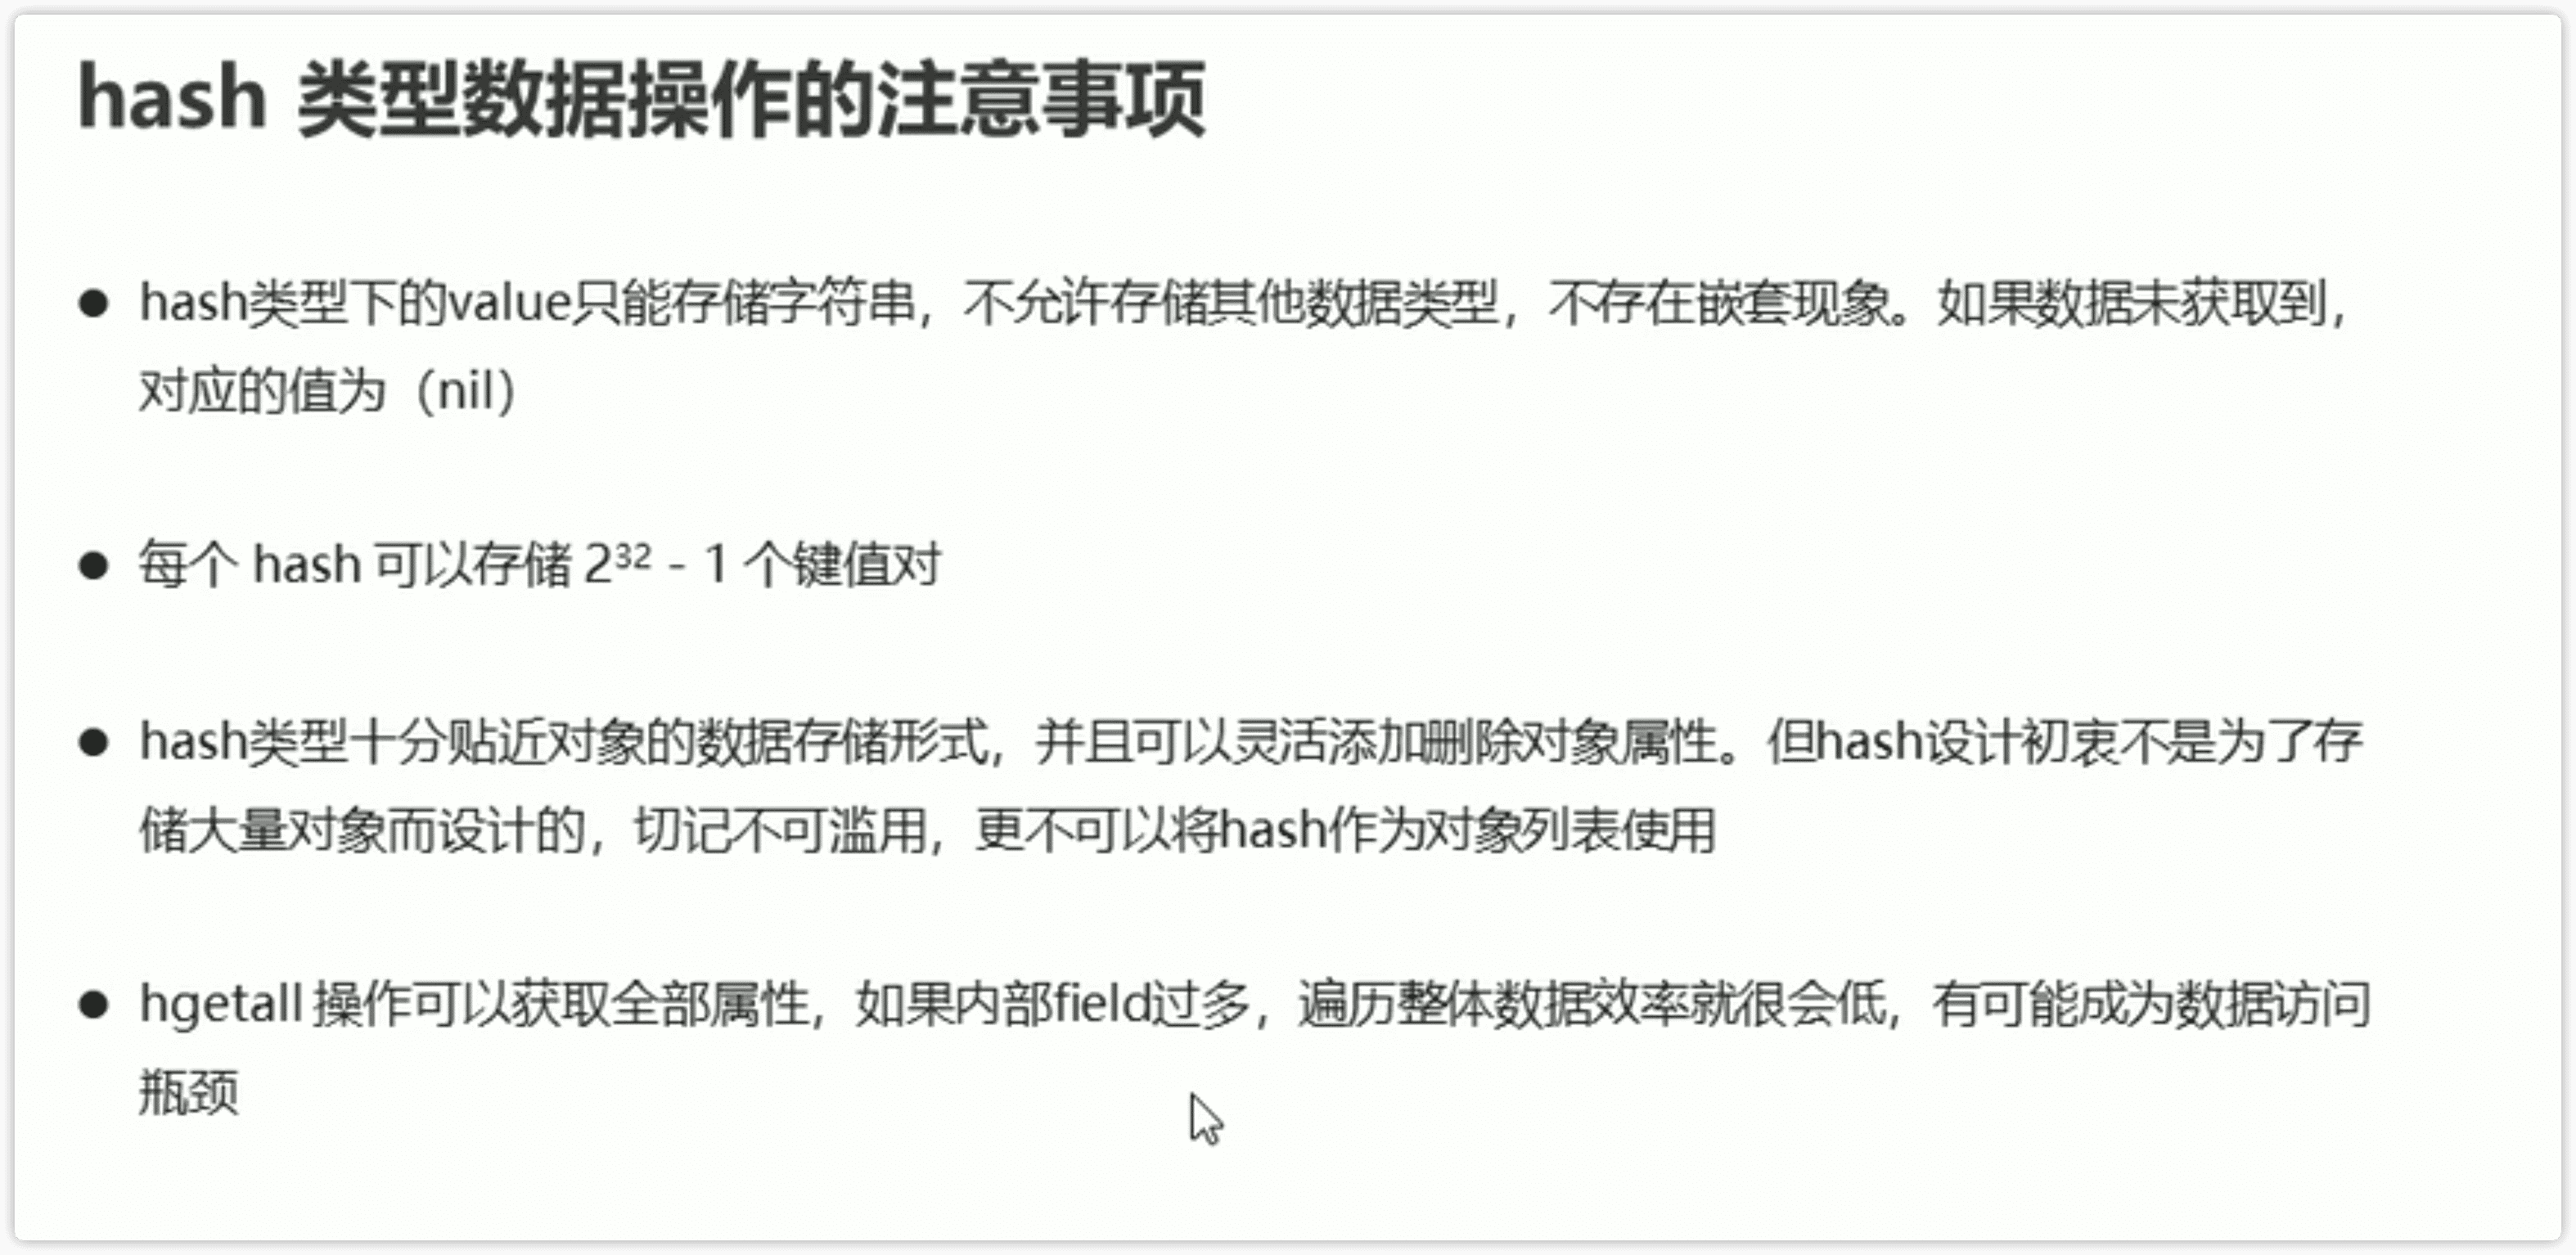 hash 类型数据操作的注意事项
● hash类型下的value只能存储字符串，不允许存储其他数据类型，不存在嵌套现象。如果数据未获取到，
对应的值为（nil）
● 每个 hash 可以存储 2³² - 1 个键值对
● hash类型十分贴近对象的数据存储形式，并且可以灵活添加删除对象属性。但hash设计初衷不是为了存
储大量对象而设计的，切记不可滥用，更不可以将hash作为对象列表使用
● hgetall 操作可以获取全部属性，如果内部field过多，遍历整体数据效率就很会低，有可能成为数据访问
瓶颈